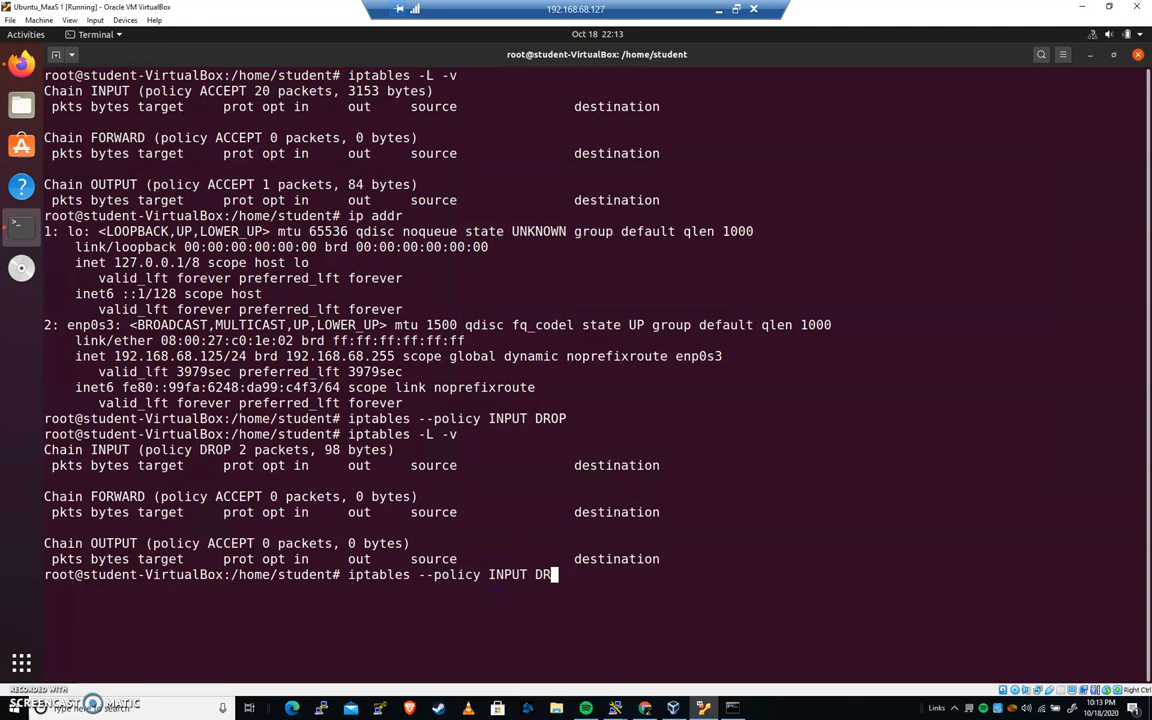 Ubuntu_MaaS 1 [Running] - Oracle VM VirtualBox
192.168.68.127
File Machine View Input Devices Help
Activities Terminal Oct 18 22:13
root@student-VirtualBox: /home/student
root@student-VirtualBox:/home/student# iptables -L -v
Chain INPUT (policy ACCEPT 20 packets, 3153 bytes)
pkts bytes target prot opt in out source destination
Chain FORWARD (policy ACCEPT 0 packets, 0 bytes)
pkts bytes target prot opt in out source destination
Chain OUTPUT (policy ACCEPT 1 packets, 84 bytes)
pkts bytes target prot opt in out source destination
root@student-VirtualBox:/home/student# ip addr
1: lo: <LOOPBACK,UP,LOWER_UP> mtu 65536 qdisc noqueue state UNKNOWN group default qlen 1000
link/loopback 00:00:00:00:00:00 brd 00:00:00:00:00:00
inet 127.0.0.1/8 scope host lo
valid_lft forever preferred_lft forever
inet6 ::1/128 scope host
valid_lft forever preferred_lft forever
2: enp0s3: <BROADCAST,MULTICAST,UP,LOWER_UP> mtu 1500 qdisc fq_codel state UP group default qlen 1000
link/ether 08:00:27:c0:1e:02 brd ff:ff:ff:ff:ff:ff
inet 192.168.68.125/24 brd 192.168.68.255 scope global dynamic noprefixroute enp0s3
valid_lft 3979sec preferred_lft 3979sec
inet6 fe80::99fa:6248:da99:c4f3/64 scope link noprefixroute
valid_lft forever preferred_lft forever
root@student-VirtualBox:/home/student# iptables --policy INPUT DROP
root@student-VirtualBox:/home/student# iptables -L -v
Chain INPUT (policy DROP 2 packets, 98 bytes)
pkts bytes target prot opt in out source destination
Chain FORWARD (policy ACCEPT 0 packets, 0 bytes)
pkts bytes target prot opt in out source destination
Chain OUTPUT (policy ACCEPT 0 packets, 0 bytes)
pkts bytes target prot opt in out source destination
root@student-VirtualBox:/home/student# iptables --policy INPUT DR
Right Ctrl
RECORDED WITH
SCREENCAST MATIC
Type here to search
Links
10:13 PM
10/18/2020